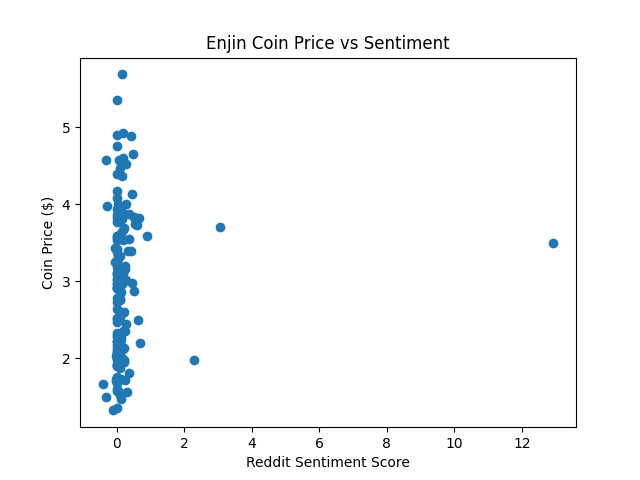 Enjin Coin Price vs Sentiment
Coin Price ($)
5
4
3
2
0 2 4 6 8 10 12
Reddit Sentiment Score